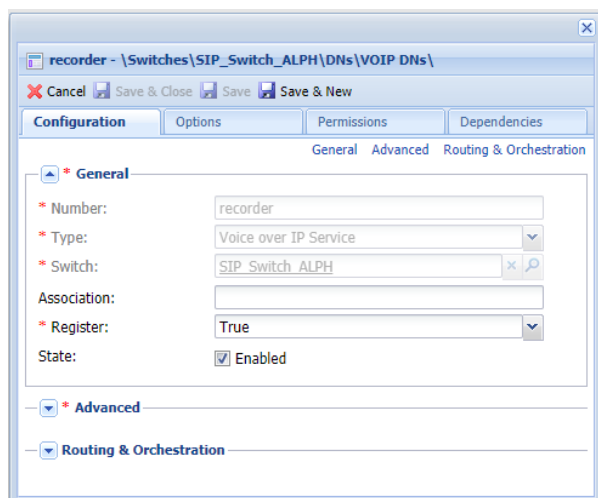 recorder - \Switches\SIP_Switch_ALPH\DNs\VOIP DNs\
Cancel Save & Close Save Save & New
Configuration Options Permissions Dependencies
General Advanced Routing & Orchestration
* General
* Number: recorder
* Type: Voice over IP Service
* Switch: SIP_Switch_ALPH
Association:
* Register: True
State: Enabled
* Advanced
Routing & Orchestration